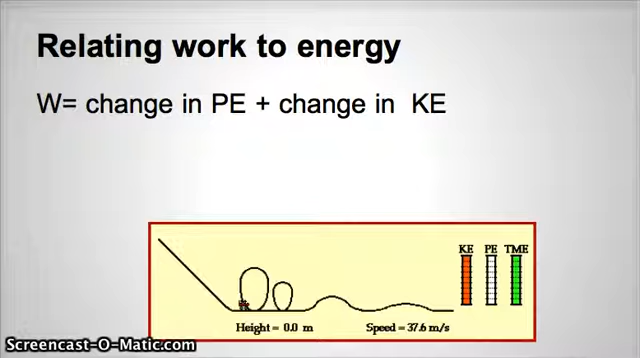 Relating work to energy
W= change in PE + change in  KE
KE PE TME
Height = 0.0 m Speed = 37.6 m/s
Screencast-O-Matic.com